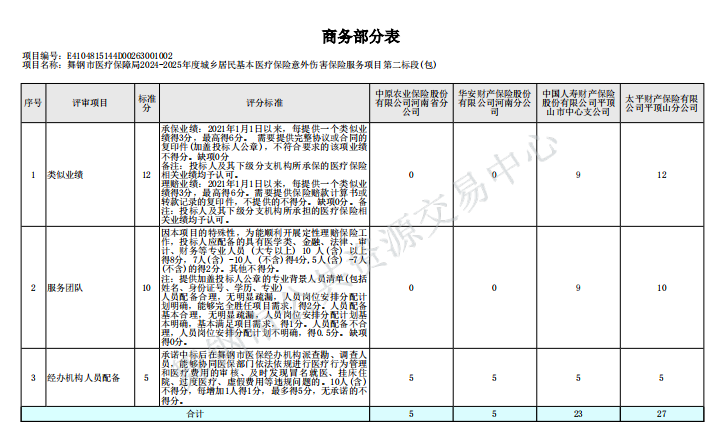 商务部分表
项目编号：E4104815144D00263001002
项目名称：舞钢市医疗保障局2024-2025年度城乡居民基本医疗保险意外伤害保险服务项目第二标段(包)
序号 评审项目 标准分 评分标准 中原农业保险股份有限公司河南省分公司 华安财产保险股份有限公司河南分公司 中国人寿财产保险股份有限公司平顶山市中心支公司 太平财产保险有限公司平顶山分公司
1 类似业绩 12
承保业绩：2021年1月1日以来，每提供一个类似业
绩得3分，最高得6分。 需要提供完整协议或合同的
复印件(加盖投标人公章)，不符合要求的该项业绩
不得分。缺项0分
备注：投标人及其下级分支机构所承保的医疗保险
相关业绩均予认可。
理赔业绩：2021年1月1日以来，每提供一个类似业
绩得3分，最高得6分。需要提供保险赔款计算书或
转款记录的复印件，不提供的不得分。缺项0分。备
注：投标人及其下级分支机构所承担的医疗保险相
关业绩均予认可。
0 0 9 12
2 服务团队 10
因本项目的特殊性，为能顺利开展定性理赔保险工
作，投标人应配备的具有医学类、金融、法律、审
计、财务等专业人员（大专以上）10 人（含）以上
得8分，7人(含) -10人 (不含)得4分,5人(含) -7人
(不含)的得2分。其他不得分。
注：提供加盖投标人公章的专业背景人员清单(包括
姓名、身份证号、学历、专业)
人员配备合理，无明显疏漏，人员岗位安排分配计
划明确，能够完全胜任项目需求，得2分。人员配备
基本合理，无明显疏漏，人员岗位安排分配计划基
本明确，基本满足项目需求，得1分。人员配备不合
理，人员岗位安排分配计划不明确，得0.5分。缺项
得0分。
0 0 9 10
3 经办机构人员配备 5
承诺中标后在舞钢市医保经办机构派查勘、调查人
员，能够协同医保部门依法依规进行医疗行为管理
和医疗费用的审核、及时发现冒名就医、挂床住
院、过度医疗、虚假费用等违规问题的。10人(含)
不得分，每增加1人得1分，最多得5分，无承诺的不
得分。
5 5 5 5
合计 5 5 23 27